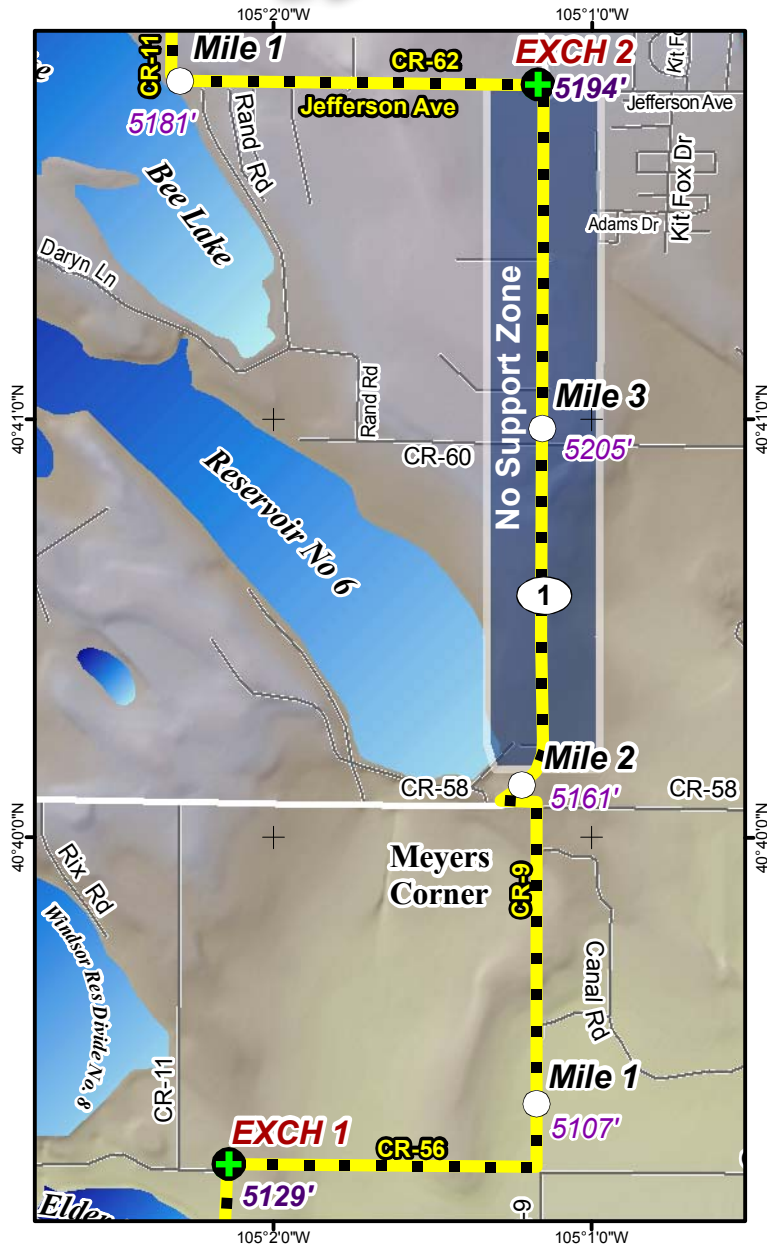 105°2'0"W
105°1'0"W
CR-11
Mile 1
CR-62
EXCH 2
5194'
Jefferson Ave
Jefferson Ave
5181'
Rand Rd
Bee Lake
Kit Fox Dr
Adams Dr
Daryn Ln
No Support Zone
Mile 3
5205'
40°41'0"N
40°41'0"N
Rand Rd
CR-60
Reservoir No 6
1
Mile 2
5161'
CR-58
CR-58
40°40'0"N
40°40'0"N
Rix Rd
Meyers
Corner
CR-9
Windsor Res Divide No. 8
Canal Rd
CR-11
Mile 1
5107'
EXCH 1
CR-56
5129'
-9
105°2'0"W
105°1'0"W